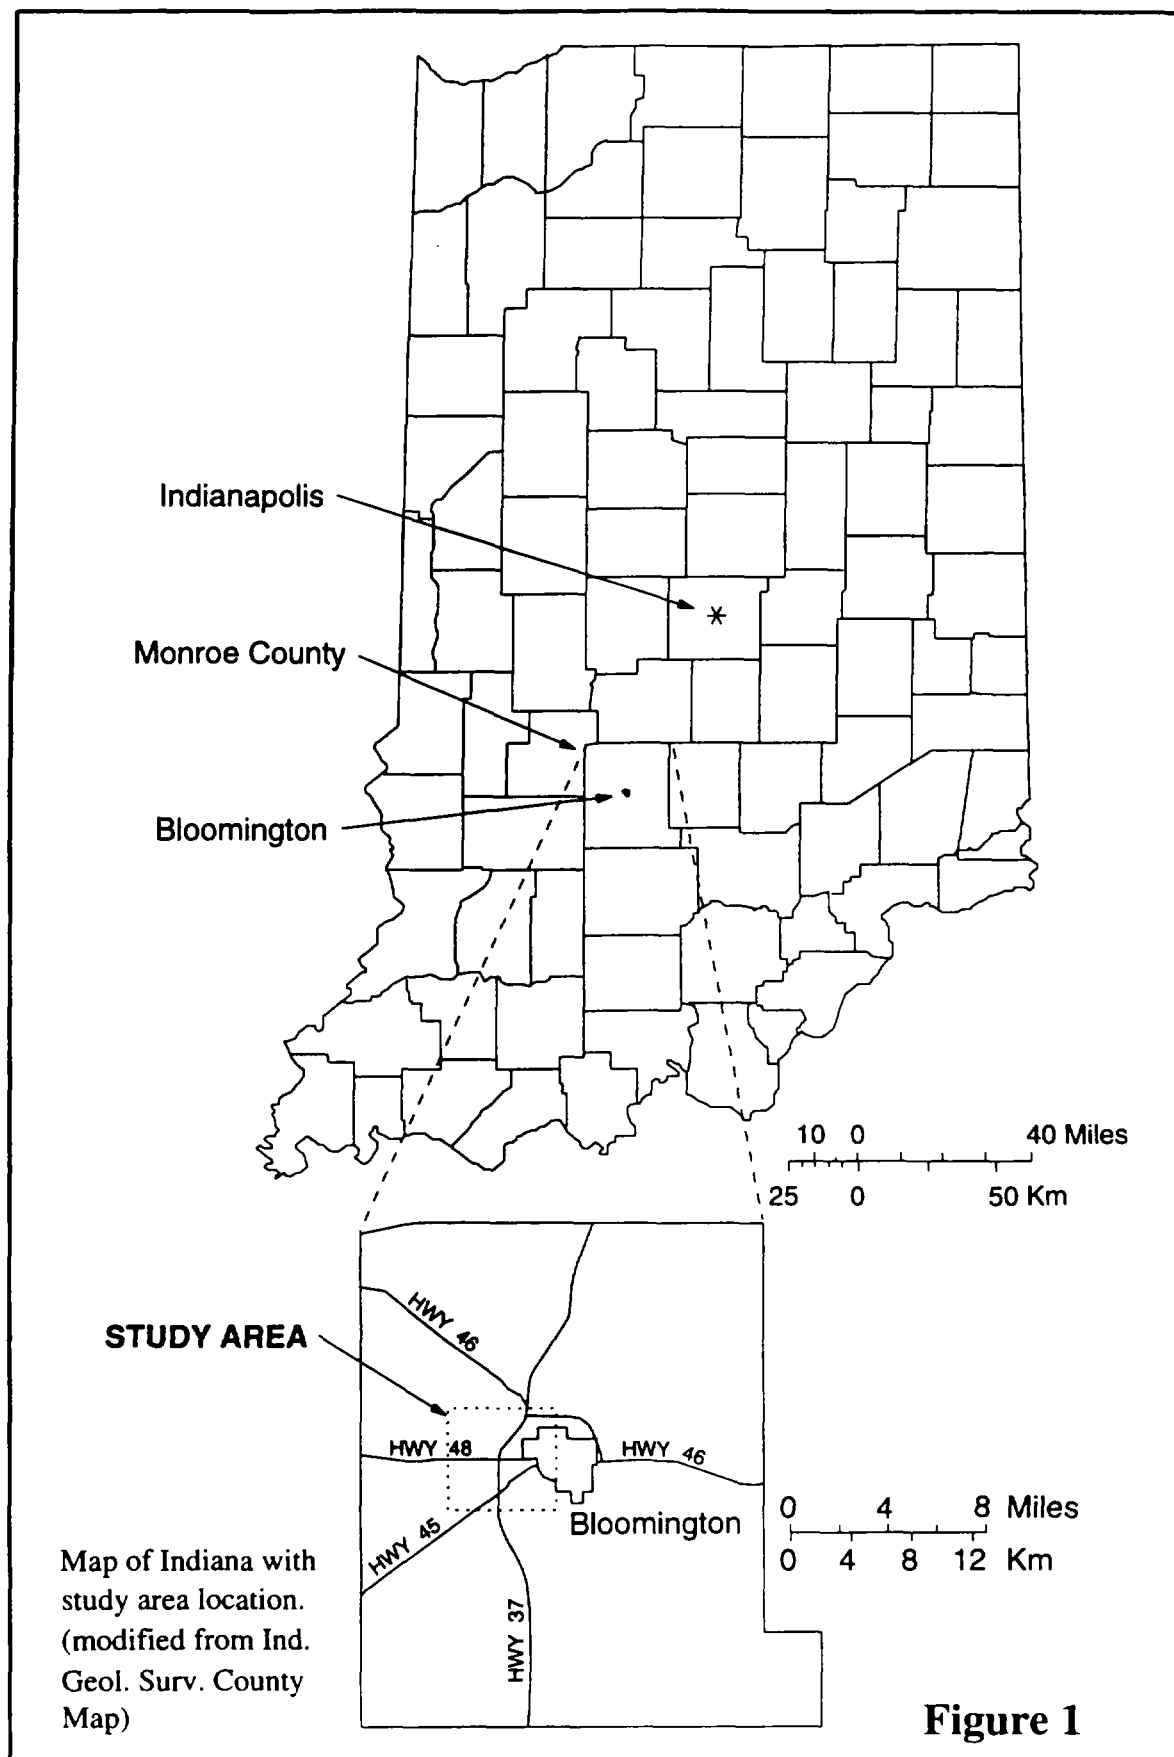 Indianapolis
Monroe County
Bloomington
10 0 40 Miles
25 0 50 Km
HWY 46
STUDY AREA
HWY 48
HWY 46
Bloomington
HWY 45
HWY 37
0 4 8 Miles
0 4 8 12 Km
Map of Indiana with
study area location.
(modified from Ind.
Geol. Surv. County
Map)
Figure 1